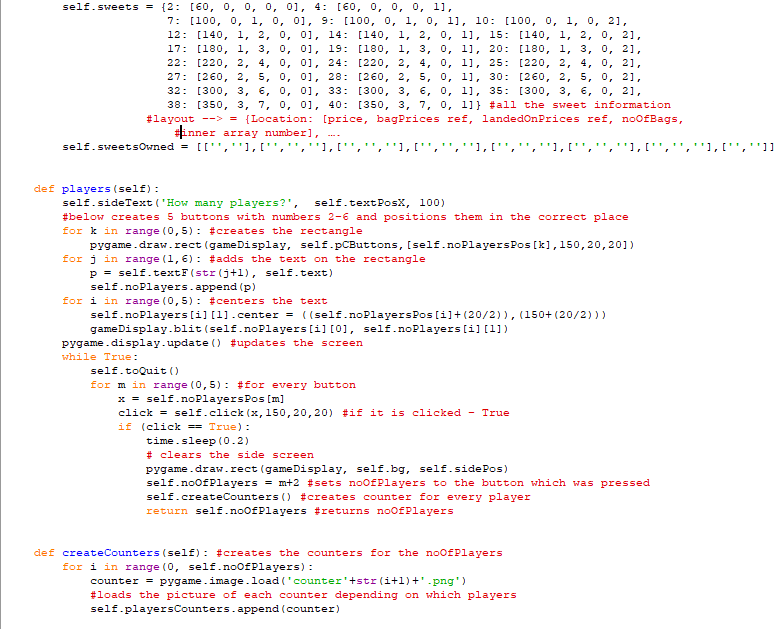 self.sweets = {2: [60, 0, 0, 0, 0], 4: [60, 0, 0, 0, 1],
7: [100, 0, 1, 0, 0], 9: [100, 0, 1, 0, 1], 10: [100, 0, 1, 0, 2],
12: [140, 1, 2, 0, 0], 14: [140, 1, 2, 0, 1], 15: [140, 1, 2, 0, 2],
17: [180, 1, 3, 0, 0], 19: [180, 1, 3, 0, 1], 20: [180, 1, 3, 0, 2],
22: [220, 2, 4, 0, 0], 24: [220, 2, 4, 0, 1], 25: [220, 2, 4, 0, 2],
27: [260, 2, 5, 0, 0], 28: [260, 2, 5, 0, 1], 30: [260, 2, 5, 0, 2],
32: [300, 3, 6, 0, 0], 33: [300, 3, 6, 0, 1], 35: [300, 3, 6, 0, 2],
38: [350, 3, 7, 0, 0], 40: [350, 3, 7, 0, 1]} #all the sweet information
#layout --> = {Location: [price, bagPrices ref, landedOnPrices ref, noOfBags,
#inner array number], ….
self.sweetsOwned = [['',''],['','',''],['','',''],['','',''],['','',''],['','',''],['','',''],['','']]
def players(self):
self.sideText('How many players?', self.textPosX, 100)
#below creates 5 buttons with numbers 2-6 and positions them in the correct place
for k in range(0,5): #creates the rectangle
pygame.draw.rect(gameDisplay, self.pCButtons,[self.noPlayersPos[k],150,20,20])
for j in range(1,6): #adds the text on the rectangle
p = self.textF(str(j+1), self.text)
self.noPlayers.append(p)
for i in range(0,5): #centers the text
self.noPlayers[i][1].center = ((self.noPlayersPos[i]+(20/2)),(150+(20/2)))
gameDisplay.blit(self.noPlayers[i][0], self.noPlayers[i][1])
pygame.display.update() #updates the screen
while True:
self.toQuit()
for m in range(0,5): #for every button
x = self.noPlayersPos[m]
click = self.click(x,150,20,20) #if it is clicked - True
if (click == True):
time.sleep(0.2)
# clears the side screen
pygame.draw.rect(gameDisplay, self.bg, self.sidePos)
self.noOfPlayers = m+2 #sets noOfPlayers to the button which was pressed
self.createCounters() #creates counter for every player
return self.noOfPlayers #returns noOfPlayers
def createCounters(self): #creates the counters for the noOfPlayers
for i in range(0, self.noOfPlayers):
counter = pygame.image.load('counter'+str(i+1)+'.png')
#loads the picture of each counter depending on which players
self.playersCounters.append(counter)